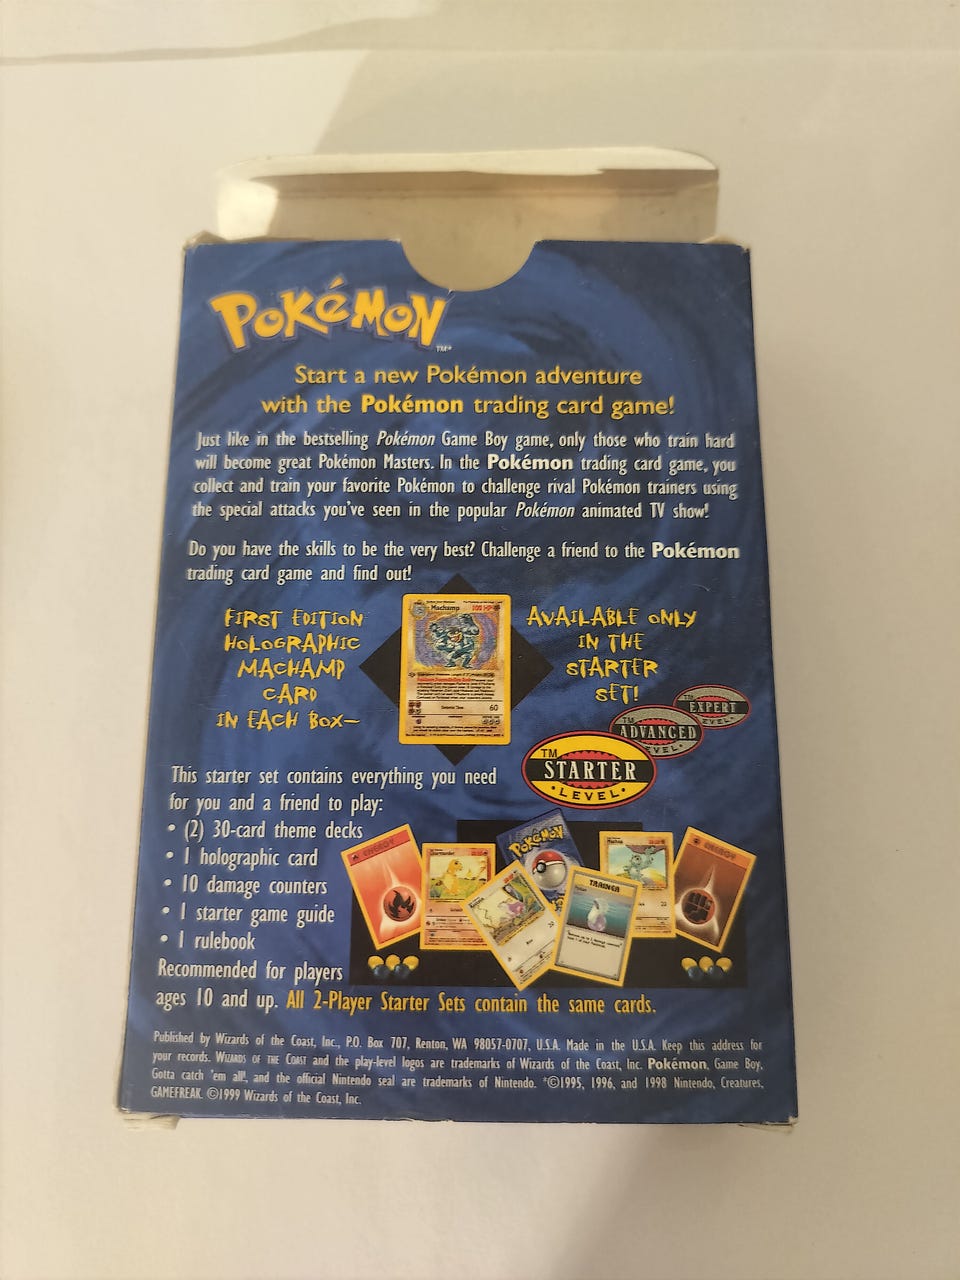 POKéMON
TM*
Start a new Pokémon adventure
with the Pokémon trading card game!
Just like in the bestselling Pokémon Game Boy game, only those who train hard
will become great Pokémon Masters. In the Pokémon trading card game, you
collect and train your favorite Pokémon to challenge rival Pokémon trainers using
the special attacks you've seen in the popular Pokémon animated TV show!
Do you have the skills to be the very best? Challenge a friend to the Pokémon
trading card game and find out!
FIRST EDITION
HOLOGRAPHIC
MACHAMP
CARD
IN EACH BOX—
Machamp
100 HP
60
AVAILABLE ONLY
IN THE
STARTER
SET!
TM
EXPERT
LEVEL
TM
ADVANCED
LEVEL
TM
STARTER
LEVEL
This starter set contains everything you need
for you and a friend to play:
• (2) 30-card theme decks
• 1 holographic card
• 10 damage counters
• 1 starter game guide
• 1 rulebook
Recommended for players
ages 10 and up. All 2-Player Starter Sets contain the same cards.
ENERGY
Charmander
POKéMON
TRAINER
Potion
Machop
ENERGY
Published by Wizards of the Coast, Inc., P.O. Box 707, Renton, WA 98057-0707, U.S.A. Made in the U.S.A. Keep this address for
your records. WIZARDS OF THE COAST and the play-level logos are trademarks of Wizards of the Coast, Inc. Pokémon, Game Boy,
Gotta catch 'em all!, and the official Nintendo seal are trademarks of Nintendo. *©1995, 1996, and 1998 Nintendo, Creatures,
GAMEFREAK. ©1999 Wizards of the Coast, Inc.